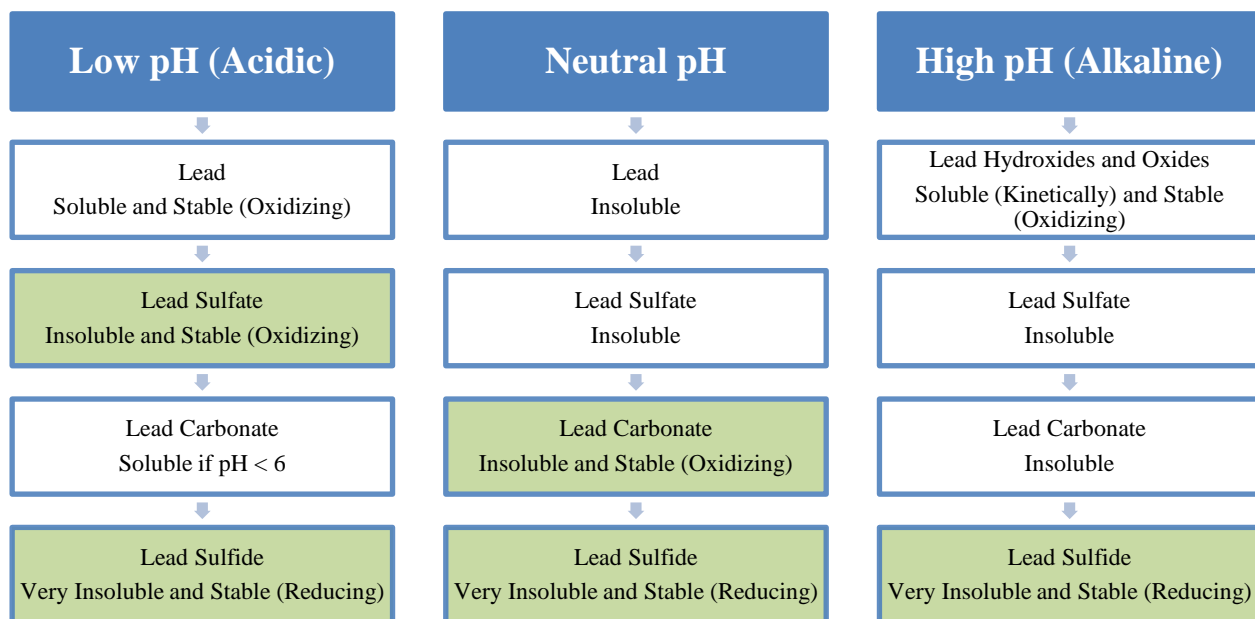 Low pH (Acidic)
Lead
Soluble and Stable (Oxidizing)
Lead Sulfate
Insoluble and Stable (Oxidizing)
Lead Carbonate
Soluble if pH < 6
Lead Sulfide
Very Insoluble and Stable (Reducing)
Neutral pH
Lead
Insoluble
Lead Sulfate
Insoluble
Lead Carbonate
Insoluble and Stable (Oxidizing)
Lead Sulfide
Very Insoluble and Stable (Reducing)
High pH (Alkaline)
Lead Hydroxides and Oxides
Soluble (Kinetically) and Stable
(Oxidizing)
Lead Sulfate
Insoluble
Lead Carbonate
Insoluble
Lead Sulfide
Very Insoluble and Stable (Reducing)